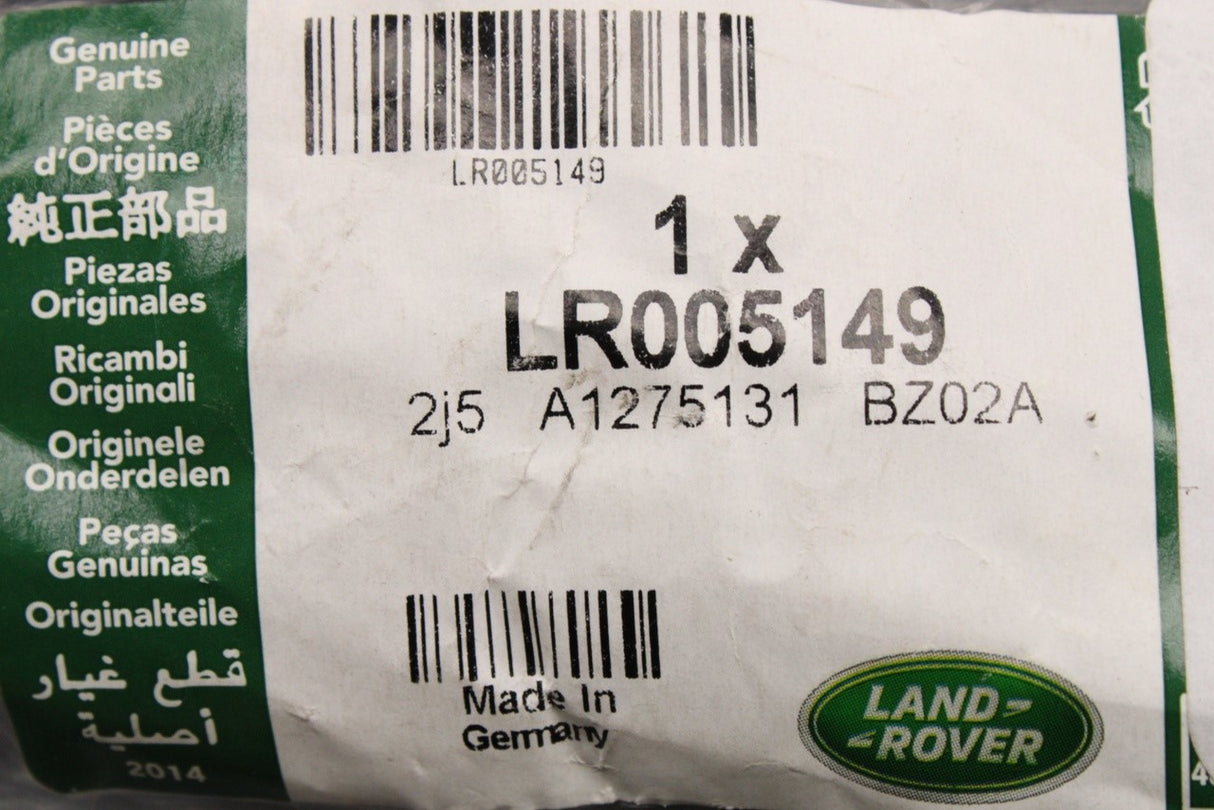 Genuine
Parts
Pièces
d'Origine
純正部品
Piezas
Originales
Ricambi
Originali
Originele
Onderdelen
Peças
Genuinas
Originalteile
قطع غيار
أصلية
2014
LR005149
1 x
LR005149
2j5 A1275131 BZ02A
Made In
Germany
LAND
ROVER